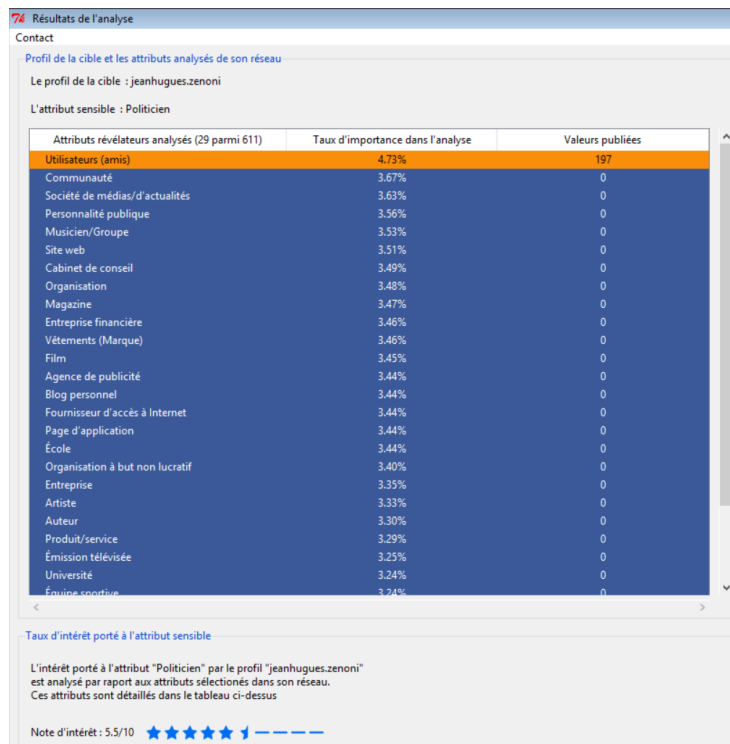 Résultats de l'analyse
Contact
Profil de la cible et les attributs analysés de son réseau
Le profil de la cible : jeanhugues.zenoni
L'attribut sensible : Politicien
Attributs révélateurs analysés (29 parmi 611) Taux d'importance dans l'analyse Valeurs publiées
Utilisateurs (amis) 4.73% 197
Communauté 3.67% 0
Société de médias/d'actualités 3.63% 0
Personnalité publique 3.56% 0
Musicien/Groupe 3.53% 0
Site web 3.51% 0
Cabinet de conseil 3.49% 0
Organisation 3.48% 0
Magazine 3.47% 0
Entreprise financière 3.46% 0
Vêtements (Marque) 3.46% 0
Film 3.45% 0
Agence de publicité 3.44% 0
Blog personnel 3.44% 0
Fournisseur d'accès à Internet 3.44% 0
Page d'application 3.44% 0
École 3.44% 0
Organisation à but non lucratif 3.40% 0
Entreprise 3.35% 0
Artiste 3.33% 0
Auteur 3.30% 0
Produit/service 3.29% 0
Émission télévisée 3.25% 0
Université 3.24% 0
Équipe sportive 3.24% 0
Taux d'intérêt porté à l'attribut sensible
L'intérêt porté à l'attribut "Politicien" par le profil "jeanhugues.zenoni"
est analysé par raport aux attributs sélectionés dans son réseau.
Ces attributs sont détaillés dans le tableau ci-dessus
Note d'intérêt : 5.5/10